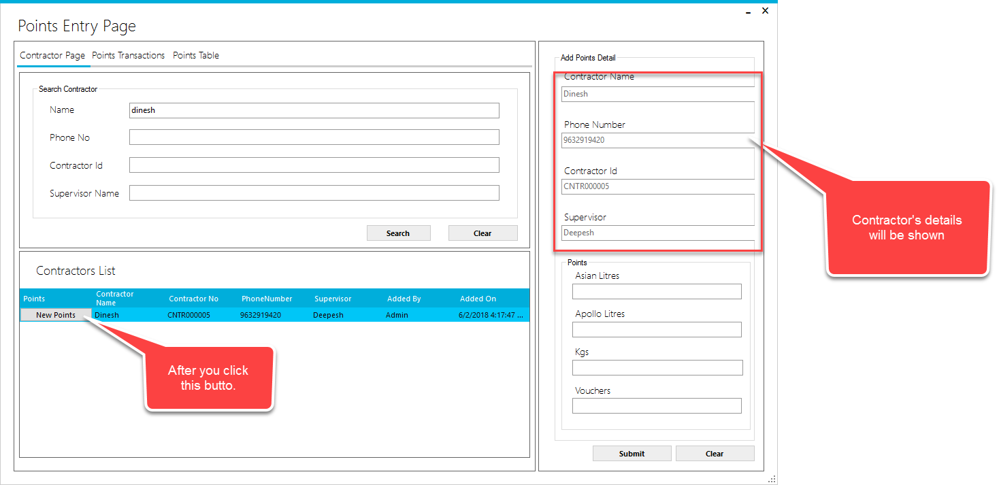 Points Entry Page
Contractor Page Points Transactions Points Table
Search Contractor
Name dinesh
Phone No
Contractor Id
Supervisor Name
Search Clear
Contractors List
Points Contractor Name Contractor No PhoneNumber Supervisor Added By Added On
New Points Dinesh CNTR000005 9632919420 Deepesh Admin 6/2/2018 4:17:47 ...
After you click
this butto.
Add Points Detail
Contractor Name
Dinesh
Phone Number
9632919420
Contractor Id
CNTR000005
Supervisor
Deepesh
Points
Asian Litres
Apollo Litres
Kgs
Vouchers
Submit Clear
Contractor's details
will be shown